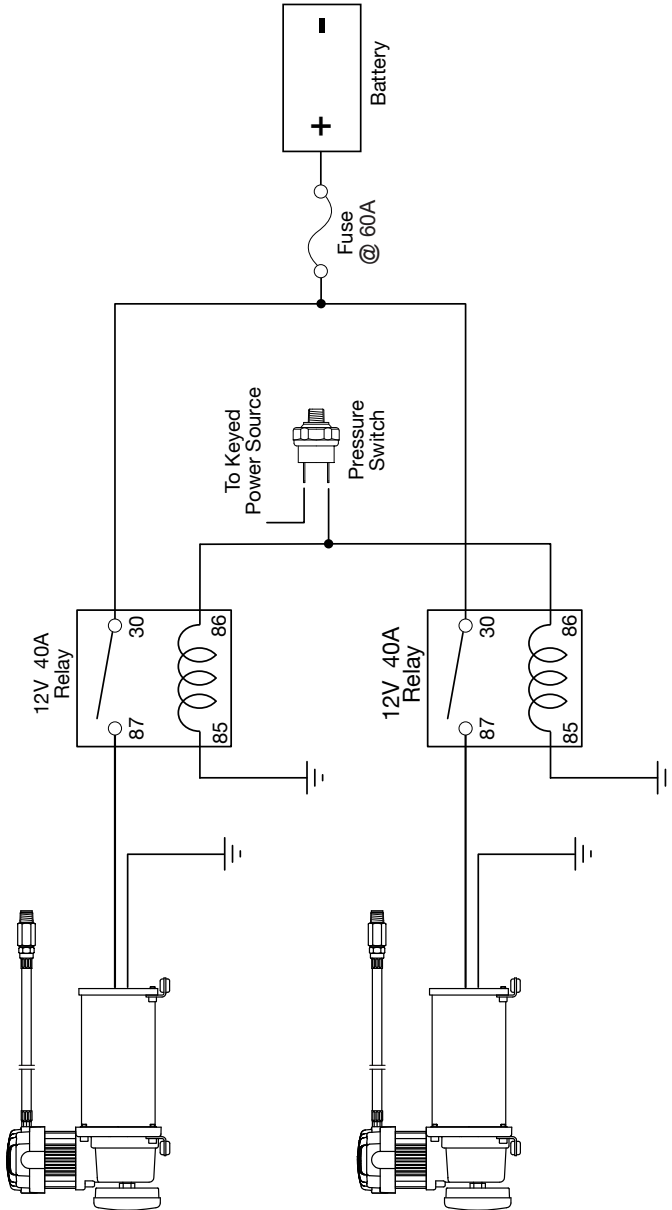 12V 40A
Relay
87
30
85
86
12V 40A
Relay
87
30
85
86
To Keyed
Power Source
Pressure
Switch
Fuse
@ 60A
+
-
Battery